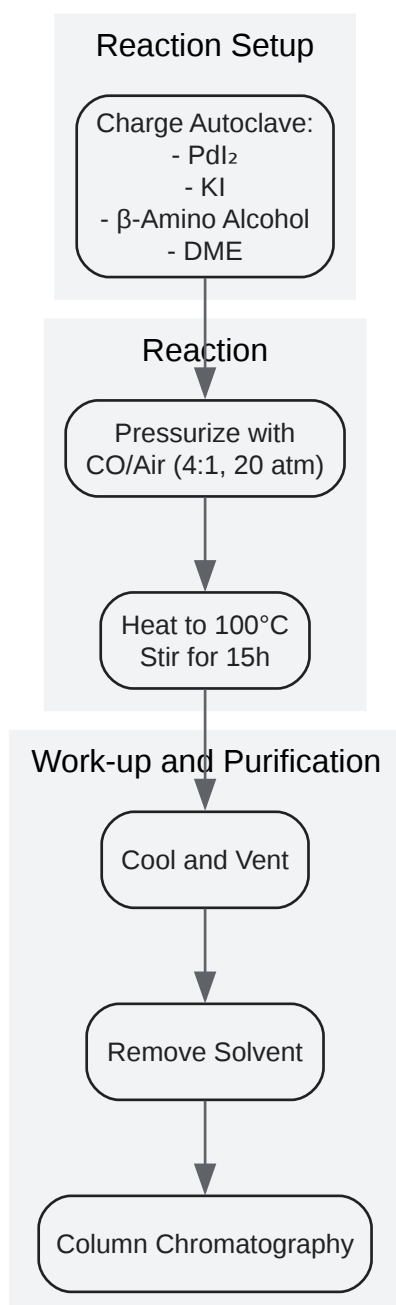 Reaction Setup
Charge Autoclave:
- PdI₂
- KI
- β-Amino Alcohol
- DME
Reaction
Pressurize with
CO/Air (4:1, 20 atm)
Heat to 100°C
Stir for 15h
Work-up and Purification
Cool and Vent
Remove Solvent
Column Chromatography